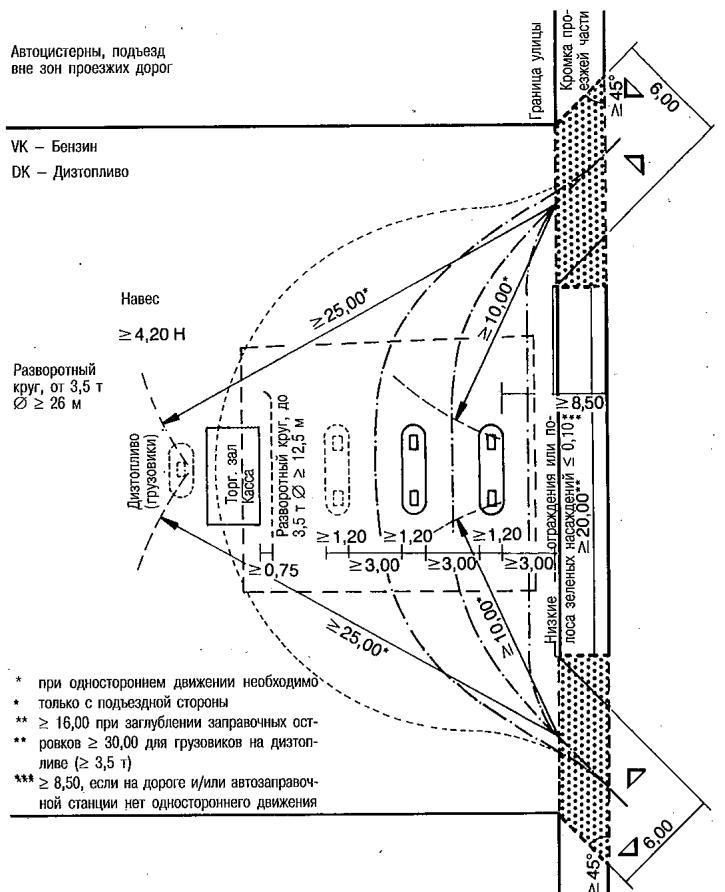 Автоцистерны, подъезд
вне зон проезжих дорог
Граница улицы
Кромка про-
езжей части
≥ 45°
6,00
VK – Бензин
DK – Дизтопливо
≥ 25,00*
≥ 10,00*
Навес
≥ 4,20 H
Разворотный
круг, от 3,5 т
Ø ≥ 26 м
≥ 8,50
Дизтопливо
(грузовики)
Торг. зал
Касса
Разворотный круг, до
3,5 т Ø ≥ 12,5 м
Низкие ограждения или по-
лоса зеленых насаждений ≤ 0,10***
≥ 20,00**
≥ 1,20
≥ 1,20
≥ 1,20
≥ 3,00
≥ 3,00
≥ 3,00
≥ 0,75
≥ 25,00*
≥ 10,00*
* при одностороннем движении необходимо
* только с подъездной стороны
** ≥ 16,00 при заглублении заправочных ост-
** ровков ≥ 30,00 для грузовиков на дизтоп-
ливе (≥ 3,5 т)
*** ≥ 8,50, если на дороге и/или автозаправоч-
ной станции нет одностороннего движения
≥ 45°
6,00